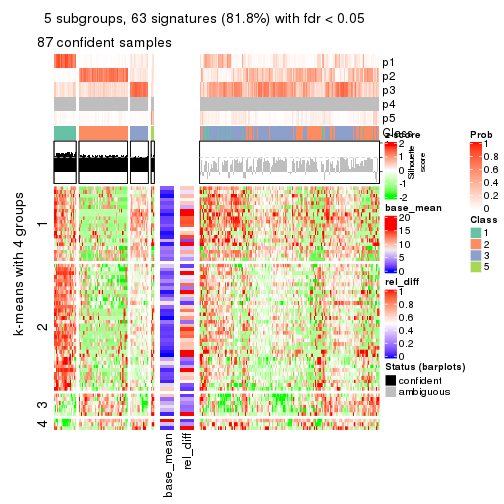 5 subgroups, 63 signatures (81.8%) with fdr < 0.05
87 confident samples
p1
p2
p3
p4
p5
Class
k-means with 4 groups
1
2
3
4
base_mean
rel_diff
Silhouette
score
z-score
2
1
0
-1
-2
base_mean
20
15
10
5
0
rel_diff
1
0.8
0.6
0.4
0.2
0
Status (barplots)
confident
ambiguous
Prob
1
0.8
0.6
0.4
0.2
0
Class
1
2
3
5